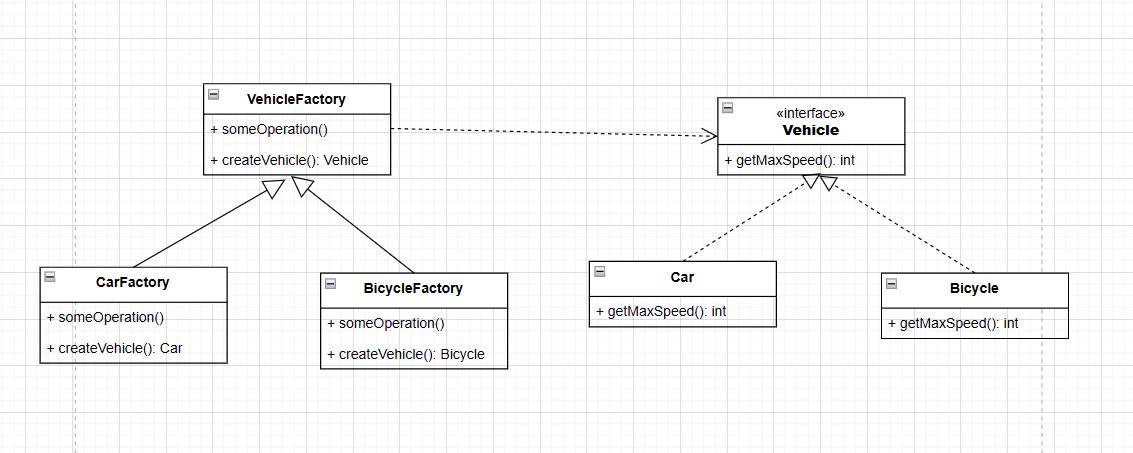 VehicleFactory
+ someOperation()
+ createVehicle(): Vehicle
«interface»
Vehicle
+ getMaxSpeed(): int
CarFactory
+ someOperation()
+ createVehicle(): Car
BicycleFactory
+ someOperation()
+ createVehicle(): Bicycle
Car
+ getMaxSpeed(): int
Bicycle
+ getMaxSpeed(): int